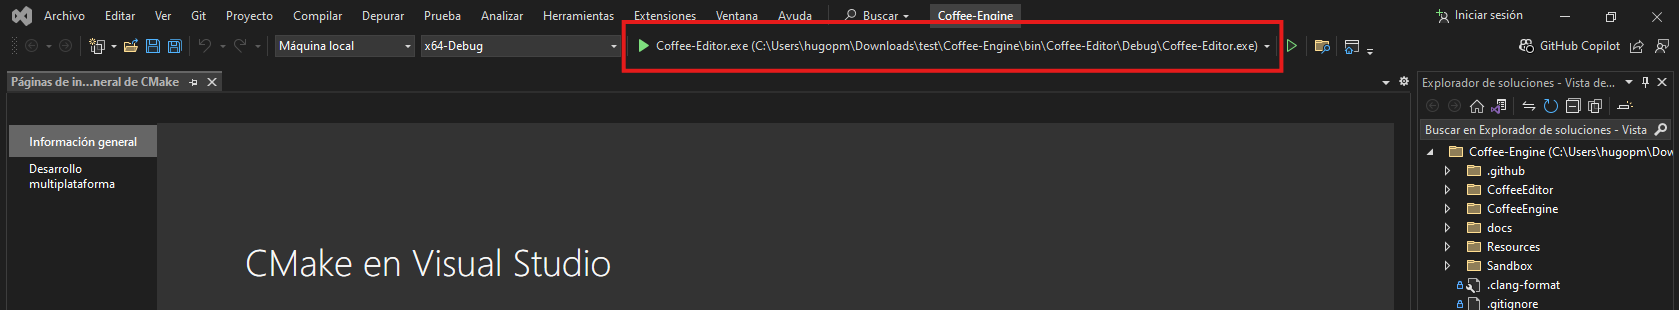 Archivo Editar Ver Git Proyecto Compilar Depurar Prueba Analizar Herramientas Extensiones Ventana Ayuda Buscar Coffee-Engine Iniciar sesión
Máquina local x64-Debug Coffee-Editor.exe (C:\Users\hugopm\Downloads\test\Coffee-Engine\bin\Coffee-Editor\Debug\Coffee-Editor.exe) GitHub Copilot
Páginas de in...neral de CMake
Información general
Desarrollo
multiplataforma
CMake en Visual Studio
Explorador de soluciones - Vista de...
Buscar en Explorador de soluciones - Vista
Coffee-Engine (C:\Users\hugopm\Dow
.github
CoffeeEditor
CoffeeEngine
docs
Resources
Sandbox
.clang-format
.gitignore